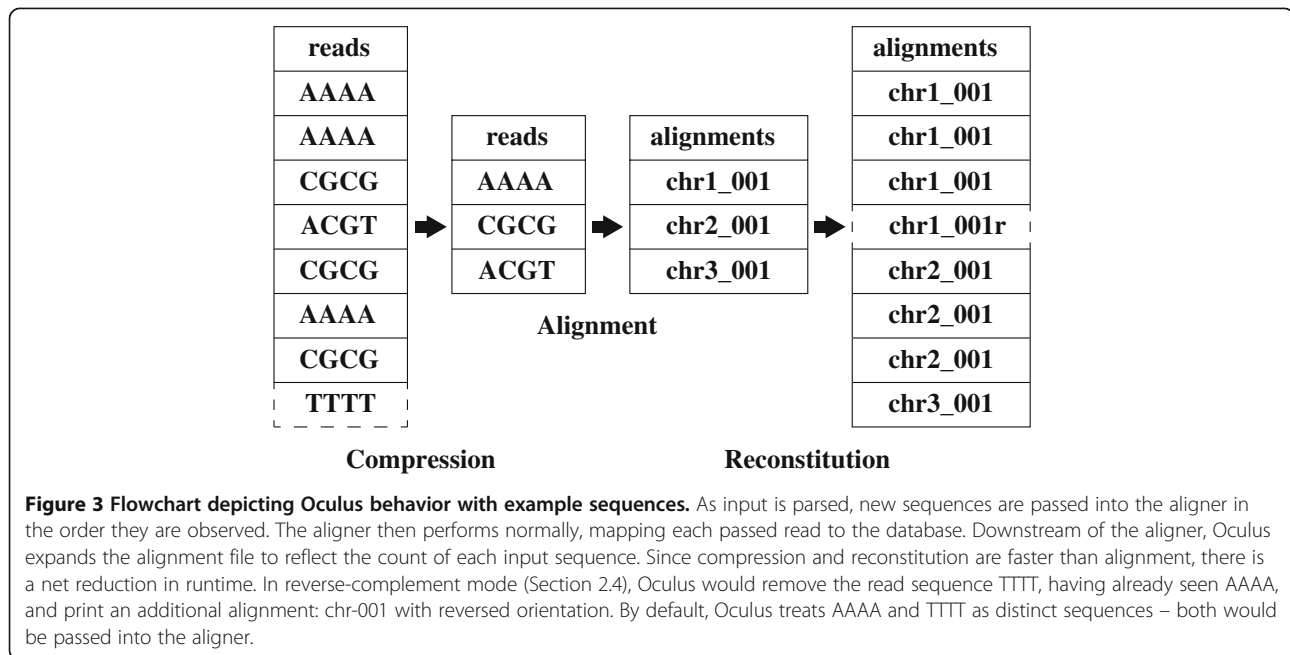 reads
AAAA
AAAA
CGCG
ACGT
CGCG
AAAA
CGCG
TTTT
Compression
reads
AAAA
CGCG
ACGT
Alignment
alignments
chr1_001
chr2_001
chr3_001
Reconstitution
alignments
chr1_001
chr1_001
chr1_001
chr1_001r
chr2_001
chr2_001
chr2_001
chr3_001
Figure 3 Flowchart depicting Oculus behavior with example sequences. As input is parsed, new sequences are passed into the aligner in
the order they are observed. The aligner then performs normally, mapping each passed read to the database. Downstream of the aligner, Oculus
expands the alignment file to reflect the count of each input sequence. Since compression and reconstitution are faster than alignment, there is
a net reduction in runtime. In reverse-complement mode (Section 2.4), Oculus would remove the read sequence TTTT, having already seen AAAA,
and print an additional alignment: chr-001 with reversed orientation. By default, Oculus treats AAAA and TTTT as distinct sequences – both would
be passed into the aligner.